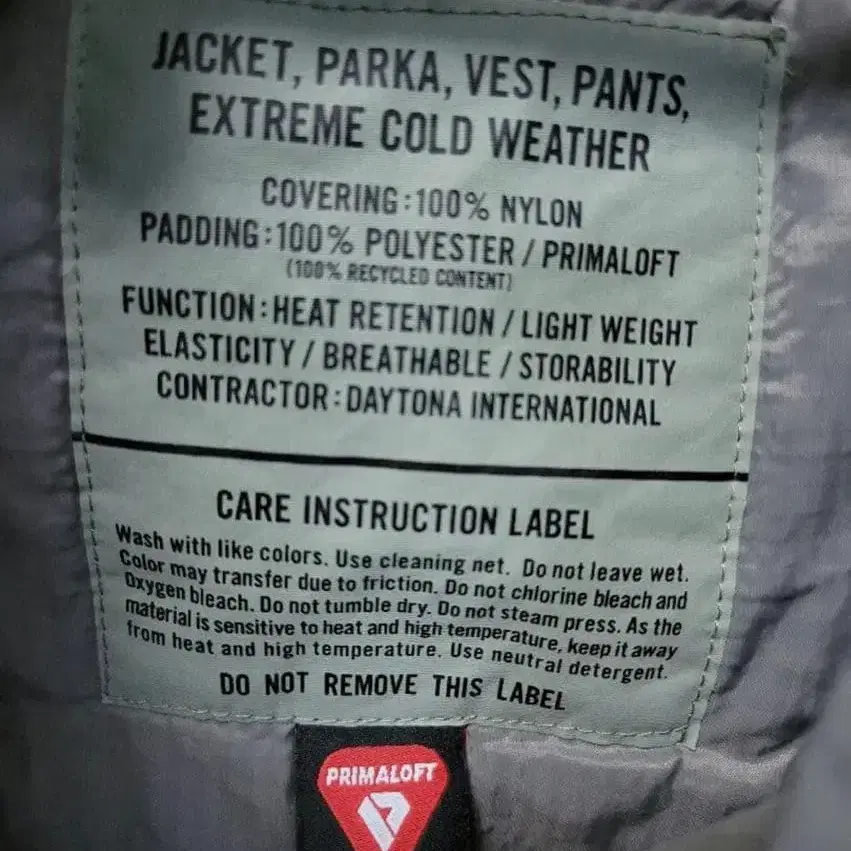 JACKET, PARKA, VEST, PANTS,
EXTREME COLD WEATHER
COVERING:100% NYLON
PADDING:100% POLYESTER / PRIMALOFT
(100% RECYCLED CONTENT)
FUNCTION:HEAT RETENTION / LIGHT WEIGHT
ELASTICITY / BREATHABLE / STORABILITY
CONTRACTOR:DAYTONA INTERNATIONAL
CARE INSTRUCTION LABEL
Wash with like colors. Use cleaning net. Do not leave wet.
Color may transfer due to friction. Do not chlorine bleach and
Oxygen bleach. Do not tumble dry. Do not steam press. As the
material is sensitive to heat and high temperature, keep it away
from heat and high temperature. Use neutral detergent.
DO NOT REMOVE THIS LABEL
PRIMALOFT